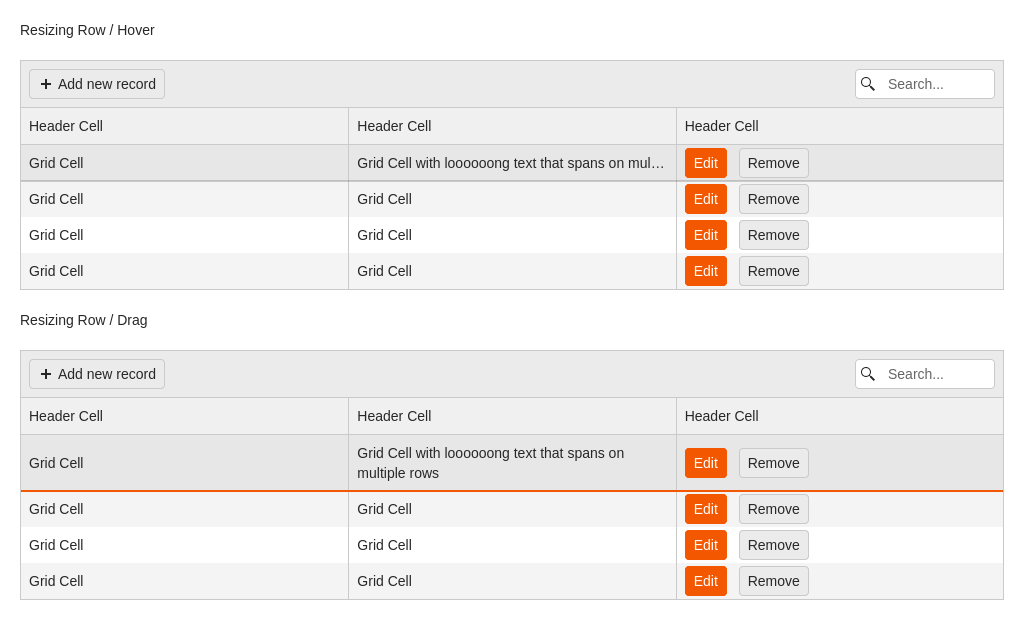 Resizing Row / Hover
Add new record Search...
Header Cell Header Cell Header Cell
Grid Cell Grid Cell with loooooong text that spans on mul… Edit Remove
Grid Cell Grid Cell Edit Remove
Grid Cell Grid Cell Edit Remove
Grid Cell Grid Cell Edit Remove
Resizing Row / Drag
Add new record Search...
Header Cell Header Cell Header Cell
Grid Cell Grid Cell with loooooong text that spans on
multiple rows Edit Remove
Grid Cell Grid Cell Edit Remove
Grid Cell Grid Cell Edit Remove
Grid Cell Grid Cell Edit Remove